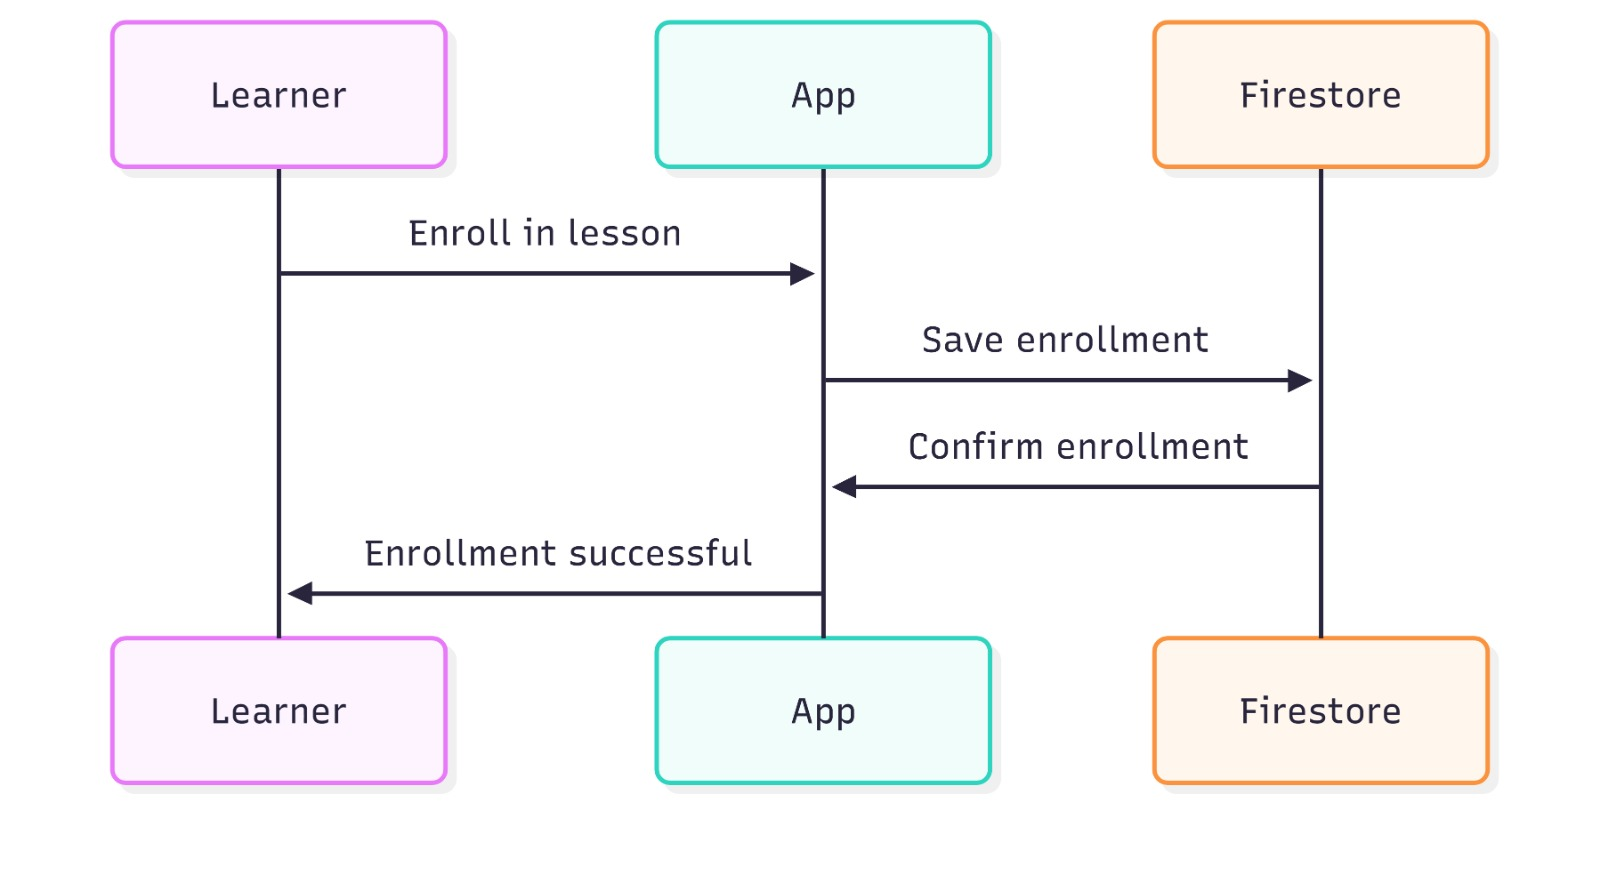 Learner
App
Firestore
Enroll in lesson
Save enrollment
Confirm enrollment
Enrollment successful
Learner
App
Firestore